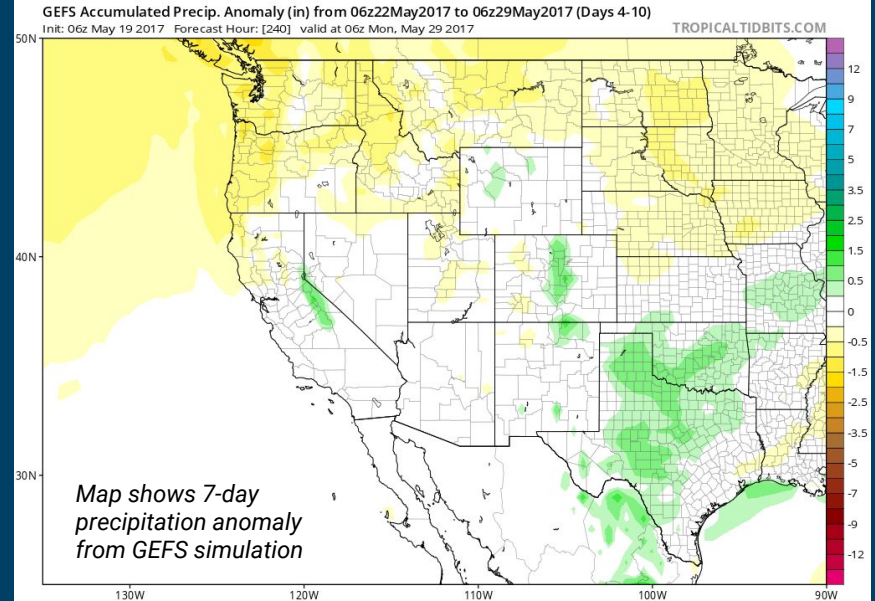 GEFS Accumulated Precip. Anomaly (in) from 06z22May2017 to 06z29May2017 (Days 4-10)
Init: 06z May 19 2017 Forecast Hour: [240] valid at 06z Mon, May 29 2017
TROPICALTIDBITS.COM
50N
40N
30N
130W
120W
110W
100W
90W
12
9
7
5
3.5
2.5
1.5
0.5
0
-0.5
-1.5
-2.5
-3.5
-5
-7
-9
-12
Map shows 7-day
precipitation anomaly
from GEFS simulation